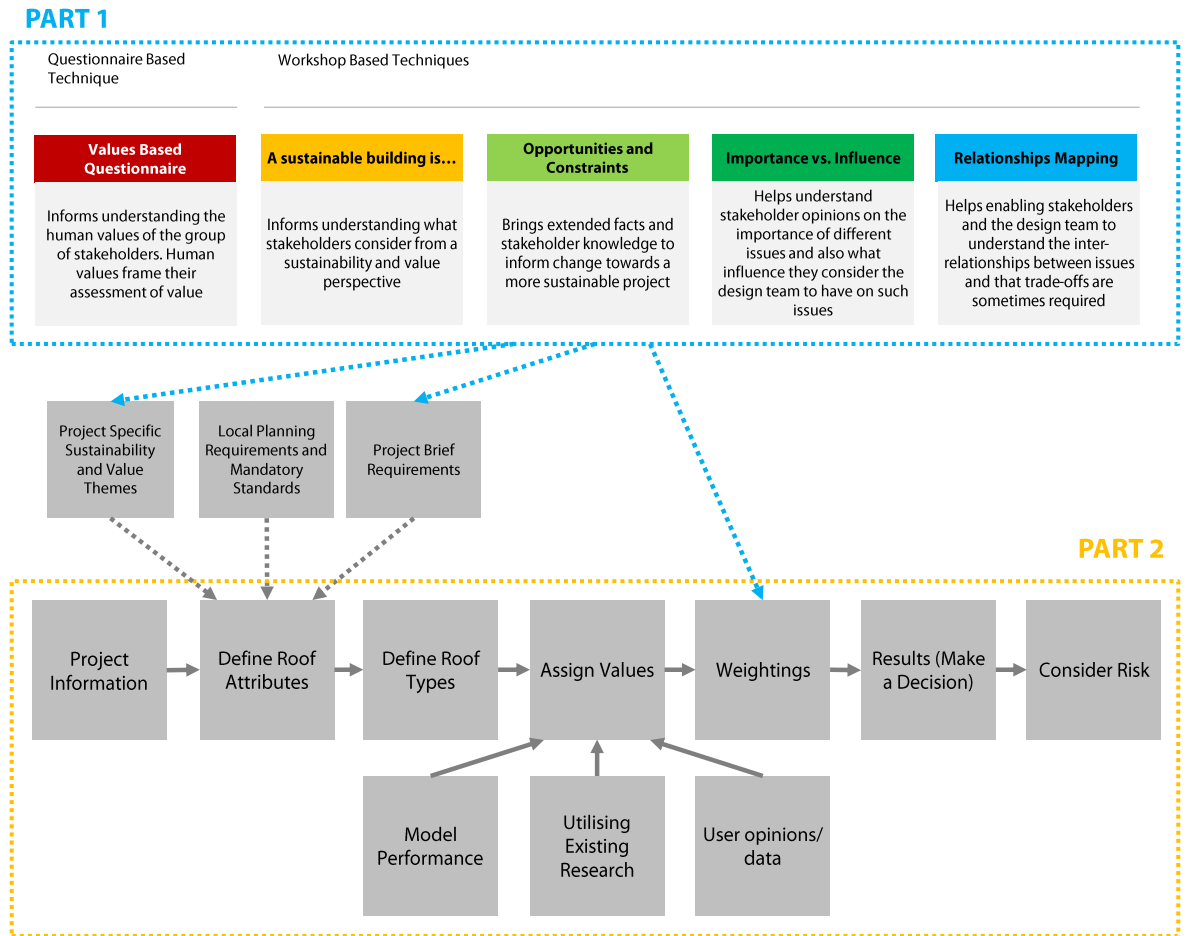 PART 1
Questionnaire Based
Technique
Workshop Based Techniques
Values Based
Questionnaire
Informs understanding the
human values of the group
of stakeholders. Human
values frame their
assessment of value
A sustainable building is…
Informs understanding what
stakeholders consider from a
sustainability and value
perspective
Opportunities and
Constraints
Brings extended facts and
stakeholder knowledge to
inform change towards a
more sustainable project
Importance vs. Influence
Helps understand
stakeholder opinions on the
importance of different
issues and also what
influence they consider the
design team to have on such
issues
Relationships Mapping
Helps enabling stakeholders
and the design team to
understand the inter-
relationships between issues
and that trade-offs are
sometimes required
Project Specific
Sustainability
and Value
Themes
Local Planning
Requirements and
Mandatory
Standards
Project Brief
Requirements
PART 2
Project
Information
Define Roof
Attributes
Define Roof
Types
Assign Values
Weightings
Results (Make
a Decision)
Consider Risk
Model
Performance
Utilising
Existing
Research
User opinions/
data